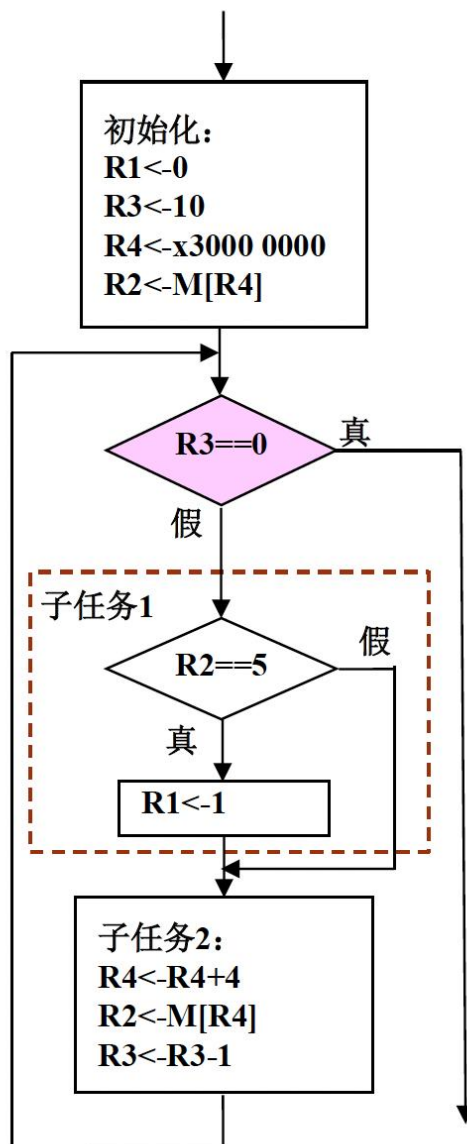 初始化：
R1<-0
R3<-10
R4<-x3000 0000
R2<-M[R4]
R3==0
真
假
子任务1
假
R2==5
真
R1<-1
子任务2：
R4<-R4+4
R2<-M[R4]
R3<-R3-1